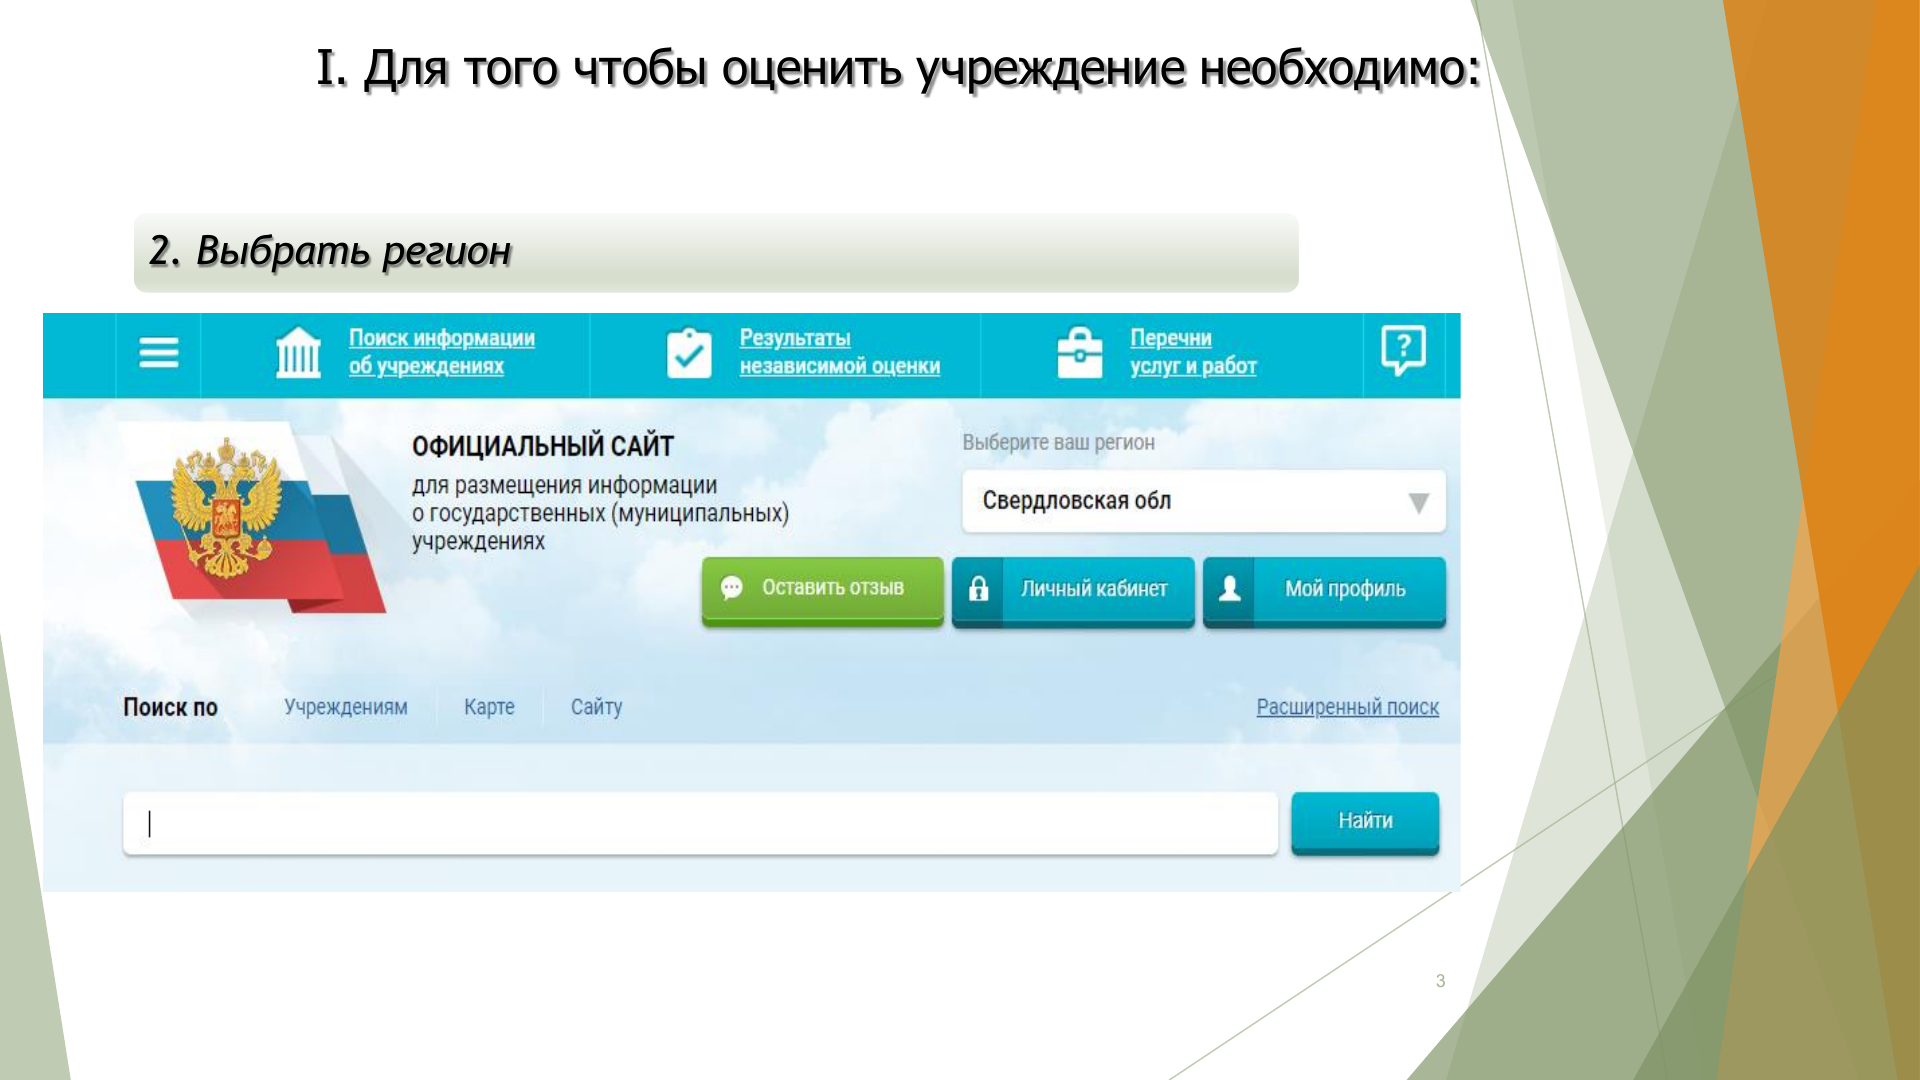 I. Для того чтобы оценить учреждение необходимо:
2. Выбрать регион
Поиск информации
об учреждениях
Результаты
независимой оценки
Перечни
услуг и работ
?
ОФИЦИАЛЬНЫЙ САЙТ
для размещения информации
о государственных (муниципальных)
учреждениях
Выберите ваш регион
Свердловская обл
Оставить отзыв
Личный кабинет
Мой профиль
Поиск по
Учреждениям
Карте
Сайту
Расширенный поиск
Найти
3